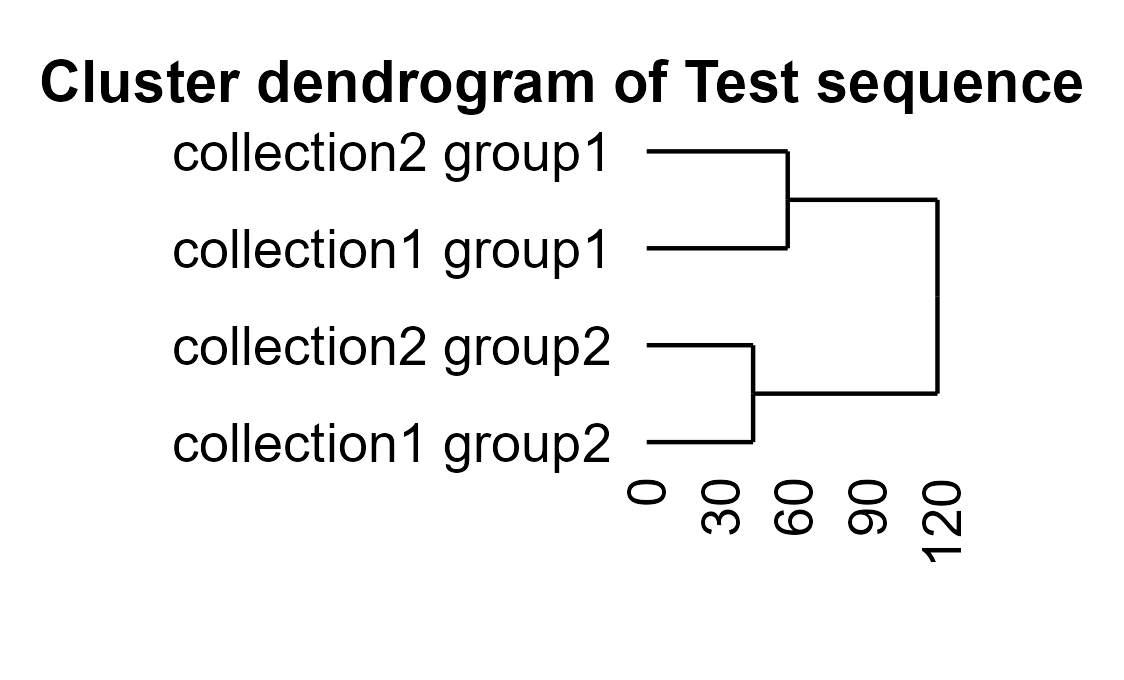 Cluster dendrogram of Test sequence
collection2 group1
collection1 group1
collection2 group2
collection1 group2
0
30
60
90
120